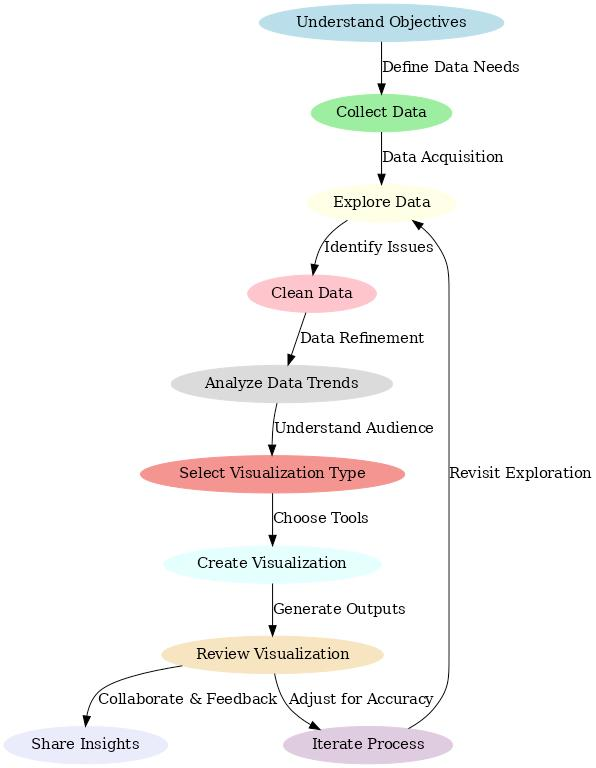 Understand Objectives
Define Data Needs
Collect Data
Data Acquisition
Explore Data
Identify Issues
Clean Data
Data Refinement
Analyze Data Trends
Understand Audience
Select Visualization Type
Revisit Exploration
Choose Tools
Create Visualization
Generate Outputs
Review Visualization
Collaborate & Feedback
Adjust for Accuracy
Share Insights
Iterate Process